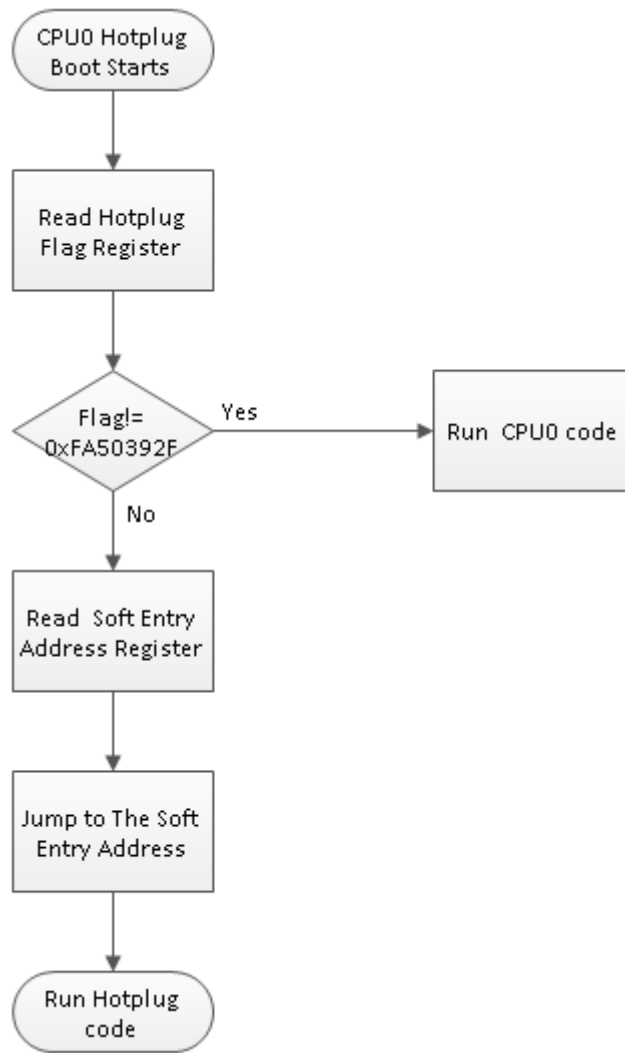 CPU0 Hotplug
Boot Starts
Read Hotplug
Flag Register
Flag!=
0xFA50392F
Yes
Run CPU0 code
No
Read Soft Entry
Address Register
Jump to The Soft
Entry Address
Run Hotplug
code